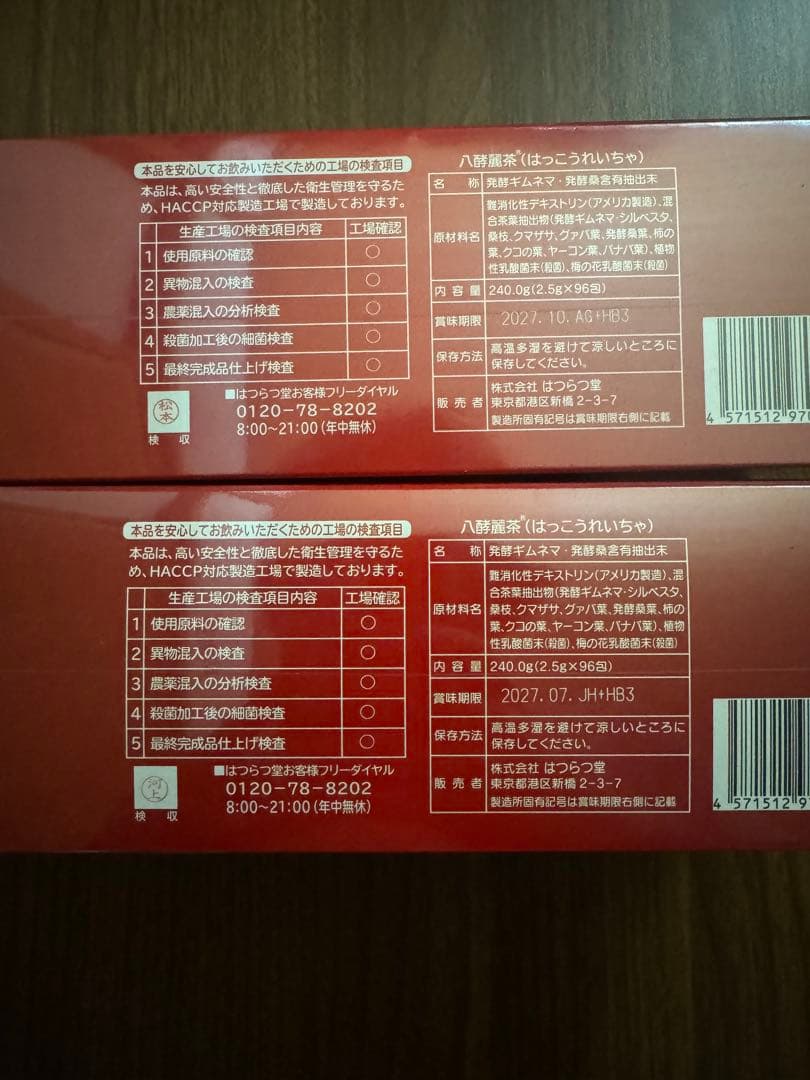 本品を安心してお飲みいただくための工場の検査項目
本品は、高い安全性と徹底した衛生管理を守るた
め、HACCP対応製造工場で製造しております。
生産工場の検査項目内容 工場確認
1 使用原料の確認 ○
2 異物混入の検査 ○
3 農薬混入の分析検査 ○
4 殺菌加工後の細菌検査 ○
5 最終完成品仕上げ検査 ○
松本
検 収
■はつらつ堂お客様フリーダイヤル
0120-78-8202
8:00~21:00(年中無休)
八酵麗茶®(はっこうれいちゃ)
名 称 発酵ギムネマ・発酵桑含有抽出末
原材料名 難消化性デキストリン(アメリカ製造)、混
合茶葉抽出物(発酵ギムネマ・シルベスタ、
桑枝、クマザサ、グァバ葉、発酵桑葉、柿の
葉、クコの葉、ヤーコン葉、バナバ葉)、植物
性乳酸菌末(殺菌)、梅の花乳酸菌末(殺菌)
内 容 量 240.0g(2.5g×96包)
賞味期限 2027.10.AG+HB3
保存方法 高温多湿を避けて涼しいところに
保存してください。
販 売 者 株式会社 はつらつ堂
東京都港区新橋 2-3-7
製造所固有記号は賞味期限右側に記載
4 571512 97
本品を安心してお飲みいただくための工場の検査項目
本品は、高い安全性と徹底した衛生管理を守るた
め、HACCP対応製造工場で製造しております。
生産工場の検査項目内容 工場確認
1 使用原料の確認 ○
2 異物混入の検査 ○
3 農薬混入の分析検査 ○
4 殺菌加工後の細菌検査 ○
5 最終完成品仕上げ検査 ○
河上
検 収
■はつらつ堂お客様フリーダイヤル
0120-78-8202
8:00~21:00(年中無休)
八酵麗茶®(はっこうれいちゃ)
名 称 発酵ギムネマ・発酵桑含有抽出末
原材料名 難消化性デキストリン(アメリカ製造)、混
合茶葉抽出物(発酵ギムネマ・シルベスタ、
桑枝、クマザサ、グァバ葉、発酵桑葉、柿の
葉、クコの葉、ヤーコン葉、バナバ葉)、植物
性乳酸菌末(殺菌)、梅の花乳酸菌末(殺菌)
内 容 量 240.0g(2.5g×96包)
賞味期限 2027.07.JH+HB3
保存方法 高温多湿を避けて涼しいところに
保存してください。
販 売 者 株式会社 はつらつ堂
東京都港区新橋 2-3-7
製造所固有記号は賞味期限右側に記載
4 571512 9